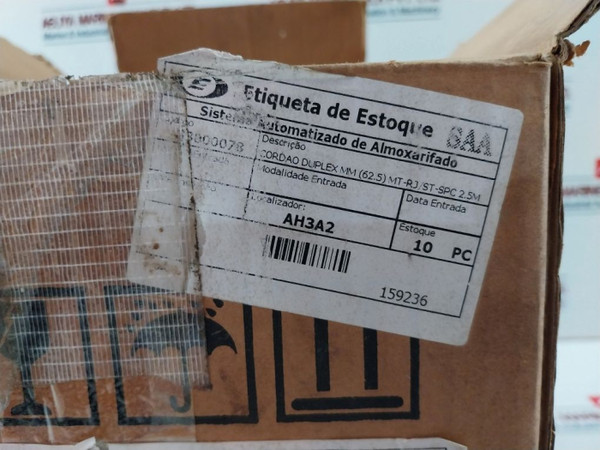 Etiqueta de Estoque SAA
Sistema Automatizado de Almoxarifado
Descrição
CORDAO DUPLEX MM (62.5) MT-RJ/ST-SPC 2.5M
Modalidade Entrada
Data Entrada
Localizador:
AH3A2
Estoque
10 PC
159236